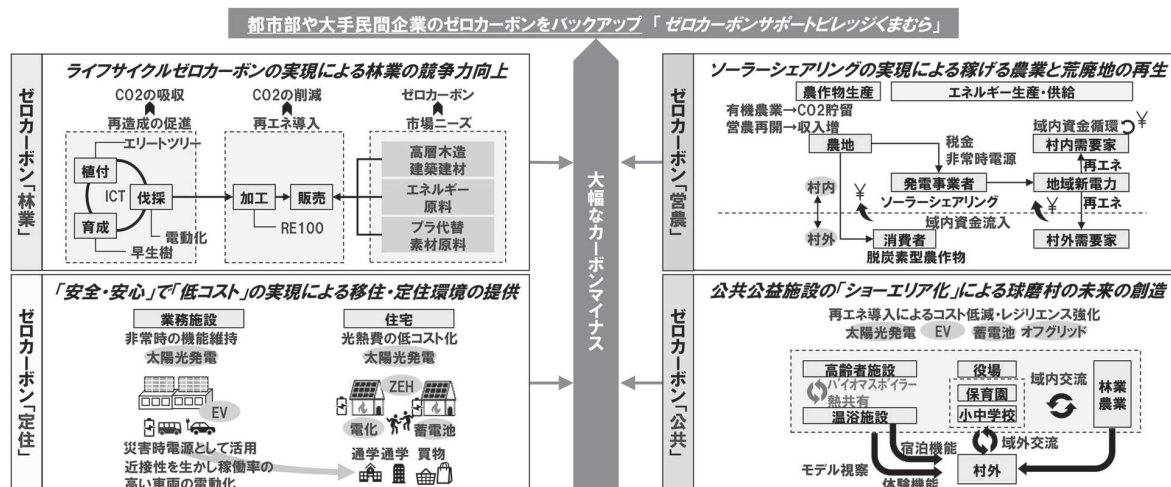 都市部や大手民間企業のゼロカーボンをバックアップ 「ゼロカーボンサポートビレッジくまむら」
ゼロカーボン「林業」
ライフサイクルゼロカーボンの実現による林業の競争力向上
CO2の吸収
CO2の削減
ゼロカーボン
再造成の促進
再エネ導入
市場ニーズ
エリートツリー
植付
ICT
伐採
育成
電動化
早生樹
加工
販売
RE100
高層木造
建築建材
エネルギー
原料
プラ代替
素材原料
大幅なカーボンマイナス
ゼロカーボン「営農」
ソーラーシェアリングの実現による稼げる農業と荒廃地の再生
農作物生産
エネルギー生産・供給
有機農業→CO2貯留
営農再開→収入増
農地
税金
非常時電源
域内資金循環
¥
村内需要家
再エネ
村内
¥
発電事業者
地域新電力
ソーラーシェアリング
¥
再エネ
域内資金流入
村外
消費者
村外需要家
脱炭素型農作物
ゼロカーボン「定住」
「安全・安心」で「低コスト」の実現による移住・定住環境の提供
業務施設
住宅
非常時の機能維持
光熱費の低コスト化
太陽光発電
太陽光発電
ZEH
EV
電化
蓄電池
災害時電源として活用
近接性を生かし稼働率の
高い車両の電動化
通学
通学
買物
ゼロカーボン「公共」
公共公益施設の「ショーエリア化」による球磨村の未来の創造
再エネ導入によるコスト低減・レジリエンス強化
太陽光発電
EV
蓄電池
オフグリッド
高齢者施設
役場
バイオマスボイラー
熱共有
保育園
域内交流
林業
農業
温浴施設
小中学校
宿泊機能
域外交流
モデル視察
村外
体験機能